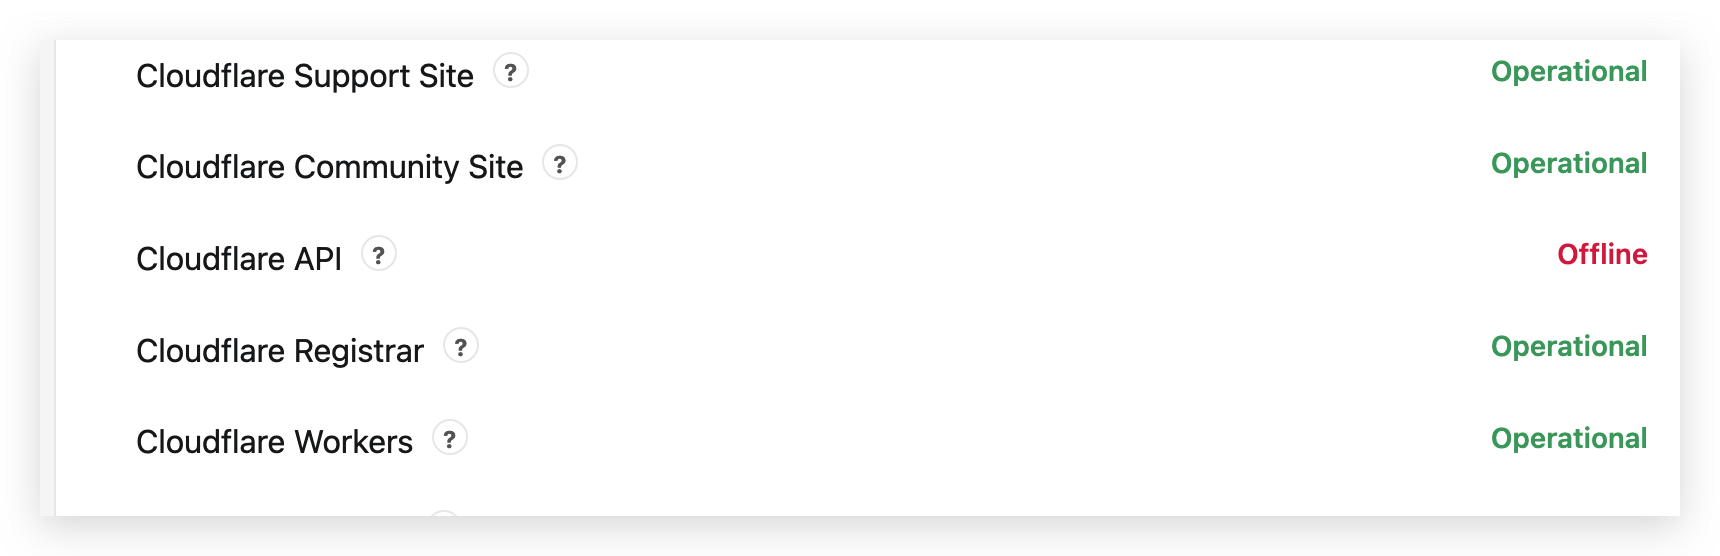 Cloudflare Support Site ? Operational
Cloudflare Community Site ? Operational
Cloudflare API ? Offline
Cloudflare Registrar ? Operational
Cloudflare Workers ? Operational